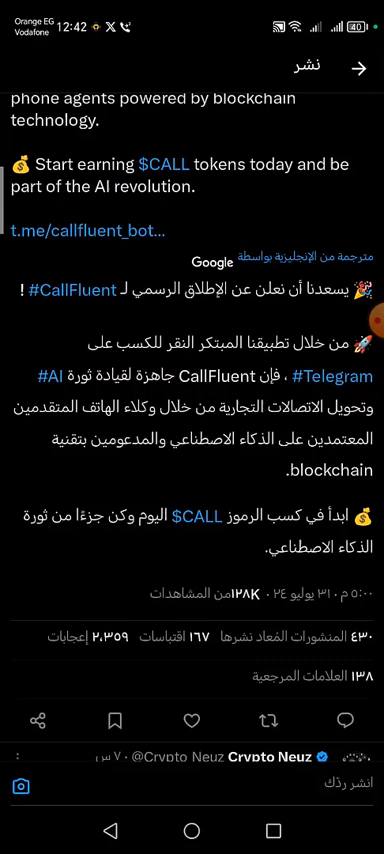 Orange EG
Vodafone
12:42
40
نشر
phone agents powered by blockchain
technology.
💰 Start earning $CALL tokens today and be
part of the AI revolution.
t.me/callfluent_bot...
مترجمة من الإنجليزية بواسطة Google
🎉 يسعدنا أن نعلن عن الإطلاق الرسمي لـ CallFluent# !
🚀 من خلال تطبيقنا المبتكر النقر للكسب على
Telegram# ، فإن CallFluent جاهزة لقيادة ثورة AI#
وتحويل الاتصالات التجارية من خلال وكلاء الهاتف المتقدمين
المعتمدين على الذكاء الاصطناعي والمدعومين بتقنية
blockchain.
💰 ابدأ في كسب الرموز CALL$ اليوم وكن جزءًا من ثورة
الذكاء الاصطناعي.
٥:٠٠ م · ٣١ يوليو ٢٤ · ١٢٨K من المشاهدات
٤٣٠ المنشورات المُعاد نشرها ١٦٧ اقتباسات ٢،٣٥٩ إعجابات
١٣٨ العلامات المرجعية
Crypto Neuz @Crypto Neuz · ٧٠ س
انشر ردّك